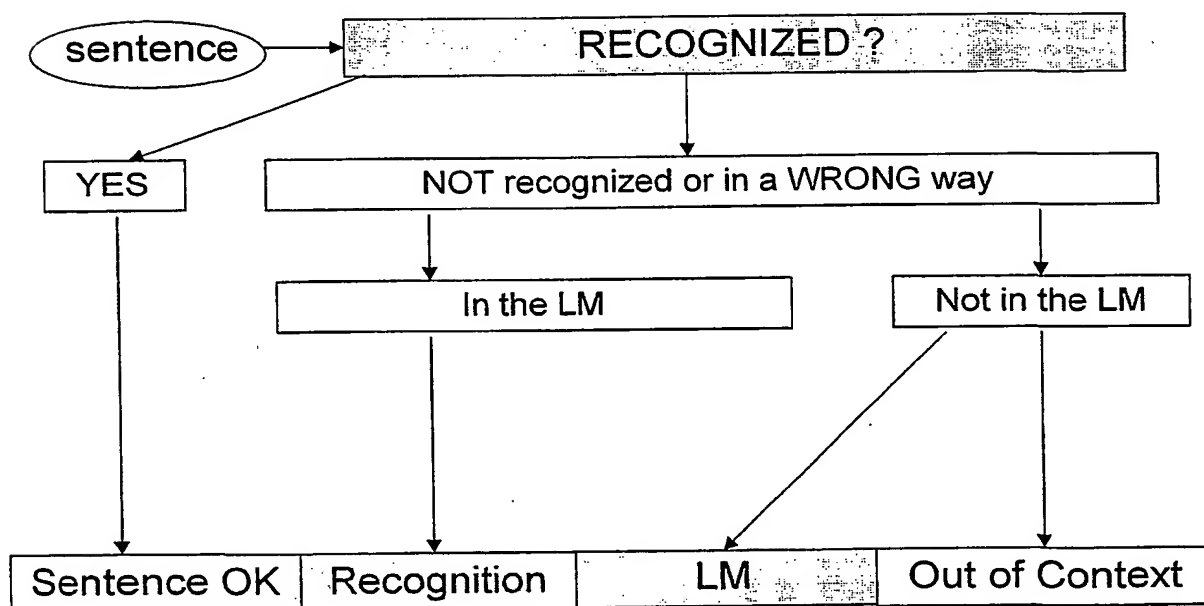 sentence
RECOGNIZED ?
YES
NOT recognized or in a WRONG way
In the LM
Not in the LM
Sentence OK
Recognition
LM
Out of Context